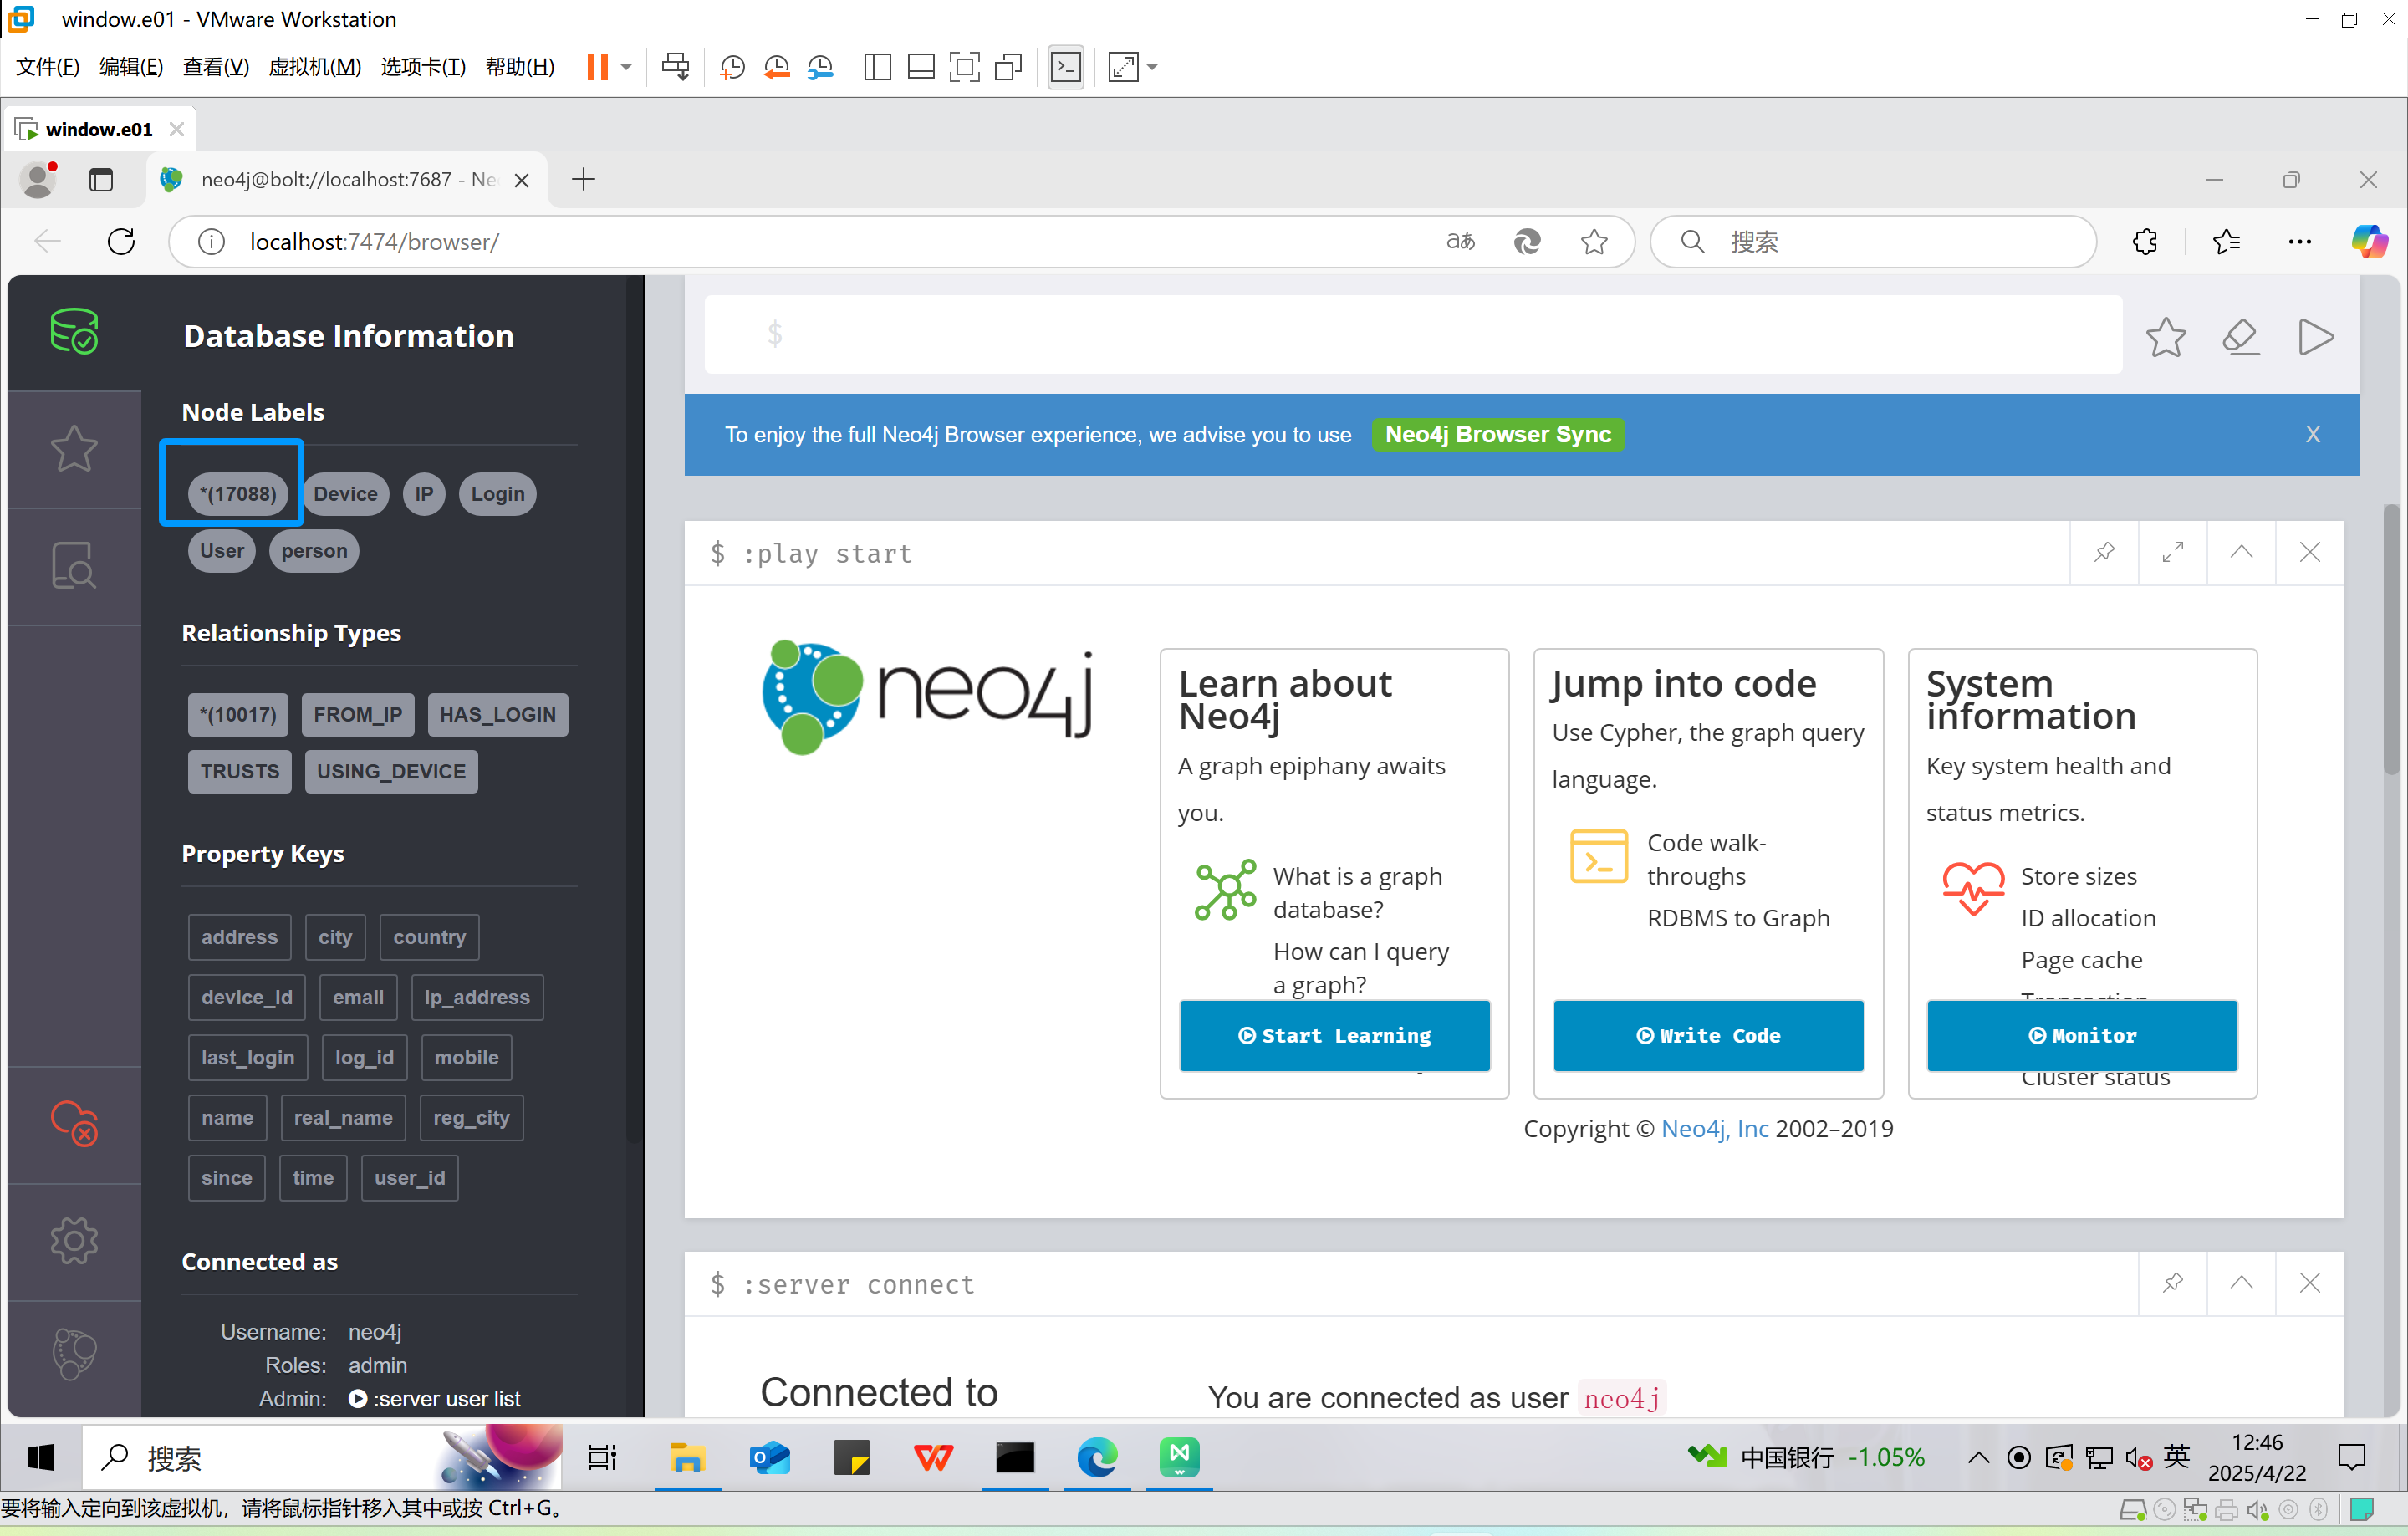 window.e01 - VMware Workstation
文件(F) 编辑(E) 查看(V) 虚拟机(M) 选项卡(T) 帮助(H)
window.e01
neo4j@bolt://localhost:7687 - Ne
localhost:7474/browser/
aあ
搜索
Database Information
Node Labels
*(17088) Device IP Login
User person
Relationship Types
*(10017) FROM_IP HAS_LOGIN
TRUSTS USING_DEVICE
Property Keys
address city country
device_id email ip_address
last_login log_id mobile
name real_name reg_city
since time user_id
Connected as
Username: neo4j
Roles: admin
Admin: :server user list
$
To enjoy the full Neo4j Browser experience, we advise you to use Neo4j Browser Sync X
$ :play start
neo4j
Learn about
Neo4j
A graph epiphany awaits
you.
What is a graph
database?
How can I query
a graph?
Start Learning
Jump into code
Use Cypher, the graph query
language.
Code walk-
throughs
RDBMS to Graph
Write Code
System
information
Key system health and
status metrics.
Store sizes
ID allocation
Page cache
Transaction
Monitor
Cluster status
Copyright © Neo4j, Inc 2002–2019
$ :server connect
Connected to
You are connected as user neo4j
搜索
中国银行 -1.05%
英
12:46
2025/4/22
要将输入定向到该虚拟机，请将鼠标指针移入其中或按 Ctrl+G。